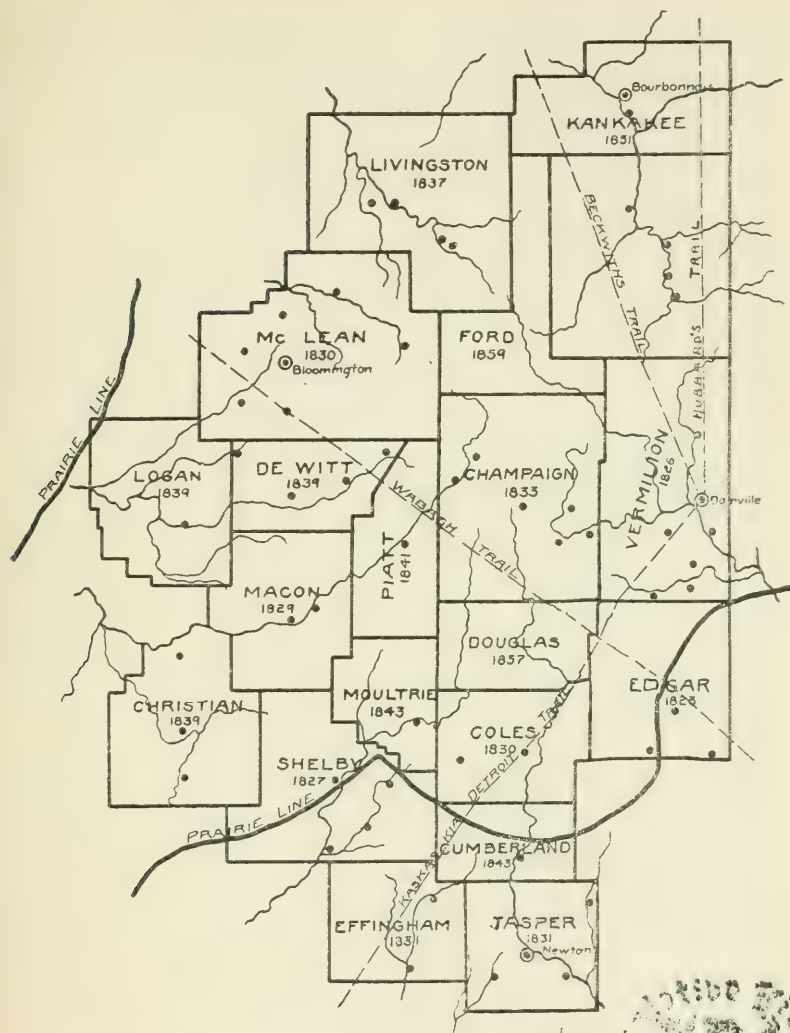 Bourbonnais
KANKAKEE
1851
LIVINGSTON
1837
BECKWITHS TRAIL
HUBBARD'S TRAIL
Mc LEAN
1830
Bloomington
FORD
1859
PRAIRIE LINE
LOGAN
1839
DE WITT
1839
CHAMPAIGN
1833
VERMILION
1826
Danville
WABASH TRAIL
PIATT
1841
MACON
1829
DOUGLAS
1857
EDGAR
1823
CHRISTIAN
1839
MOULTRIE
1843
COLES
1830
SHELBY
1827
PRAIRIE LINE
KASKASKIA DETROIT TRAIL
CUMBERLAND
1843
EFFINGHAM
1831
JASPER
1831
Newton